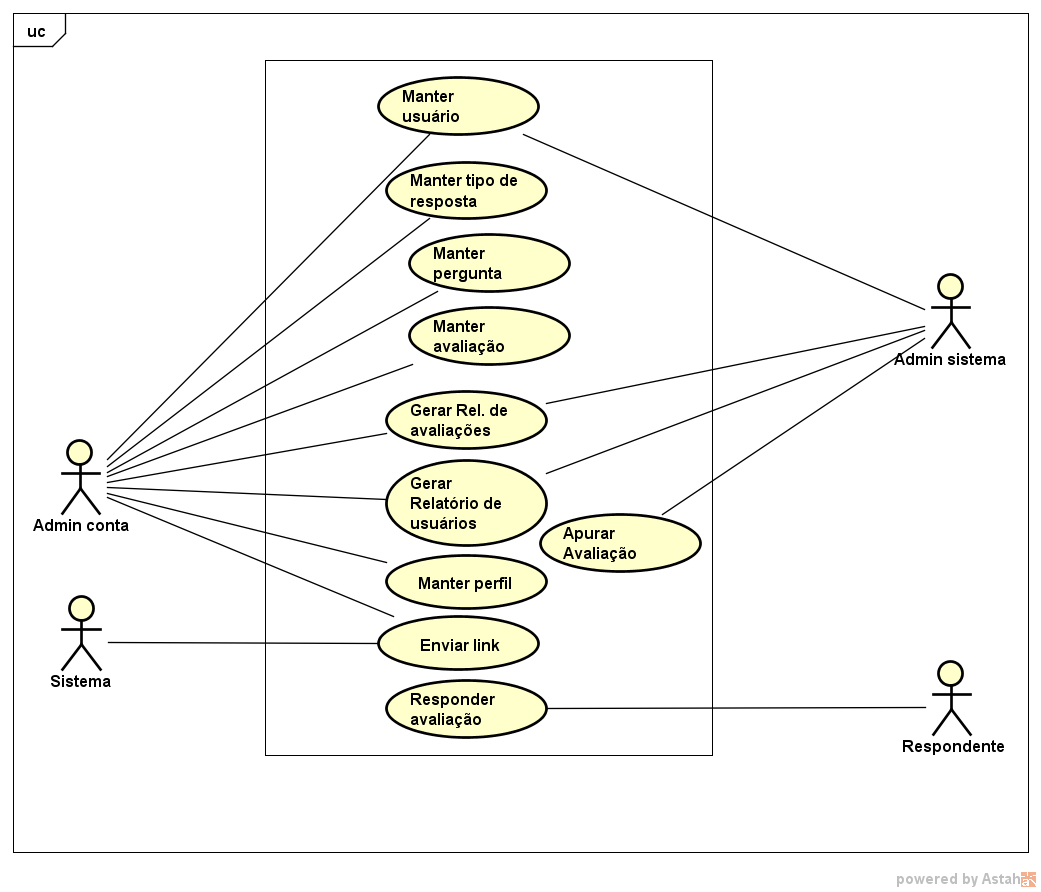 uc
Manter
usuário
Manter tipo de
resposta
Manter
pergunta
Manter
avaliação
Gerar Rel. de
avaliações
Gerar
Relatório de
usuários
Apurar
Avaliação
Manter perfil
Enviar link
Responder
avaliação
Admin conta
Sistema
Admin sistema
Respondente
powered by Astah